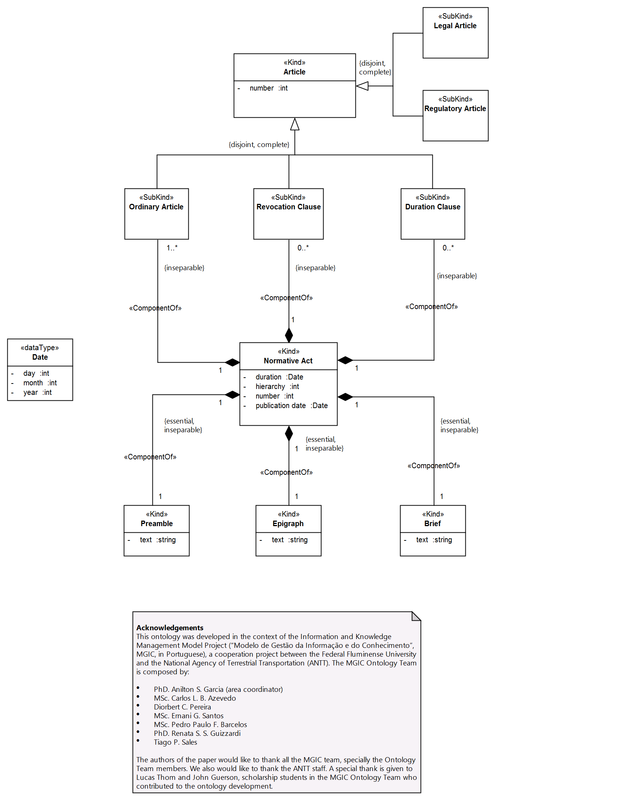 «SubKind»
Legal Article
«Kind»
Article
- number :int
(disjoint,
complete)
«SubKind»
Regulatory Article
(disjoint, complete)
«SubKind»
Ordinary Article
«SubKind»
Revocation Clause
«SubKind»
Duration Clause
1..*
0..*
0..*
(inseparable)
(inseparable)
(inseparable)
«ComponentOf»
«ComponentOf»
«ComponentOf»
1
1
1
«dataType»
Date
- day :int
- month :int
- year :int
«Kind»
Normative Act
- duration :Date
- hierarchy :int
- number :int
- publication date :Date
1
1
1
(essential,
inseparable)
(essential,
inseparable)
(essential,
inseparable)
«ComponentOf»
«ComponentOf»
«ComponentOf»
1
1
1
«Kind»
Preamble
- text :string
«Kind»
Epigraph
- text :string
«Kind»
Brief
- text :string
Acknowledgements
This ontology was developed in the context of the Information and Knowledge
Management Model Project ("Modelo de Gestão da Informação e do Conhecimento",
MGIC, in Portuguese), a cooperation project between the Federal Fluminense University
and the National Agency of Terrestrial Transportation (ANTT). The MGIC Ontology Team
is composed by:
• PhD. Anilton S. Garcia (area coordinator)
• MSc. Carlos L. B. Azevedo
• Diorbert C. Pereira
• MSc. Ernani G. Santos
• MSc. Pedro Paulo F. Barcelos
• PhD. Renata S. S. Guizzardi
• Tiago P. Sales
The authors of the paper would like to thank all the MGIC team, specially the Ontology
Team members. We also would like to thank the ANTT staff. A special thank is given to
Lucas Thom and John Guerson, scholarship students in the MGIC Ontology Team who
contributed to the ontology development.